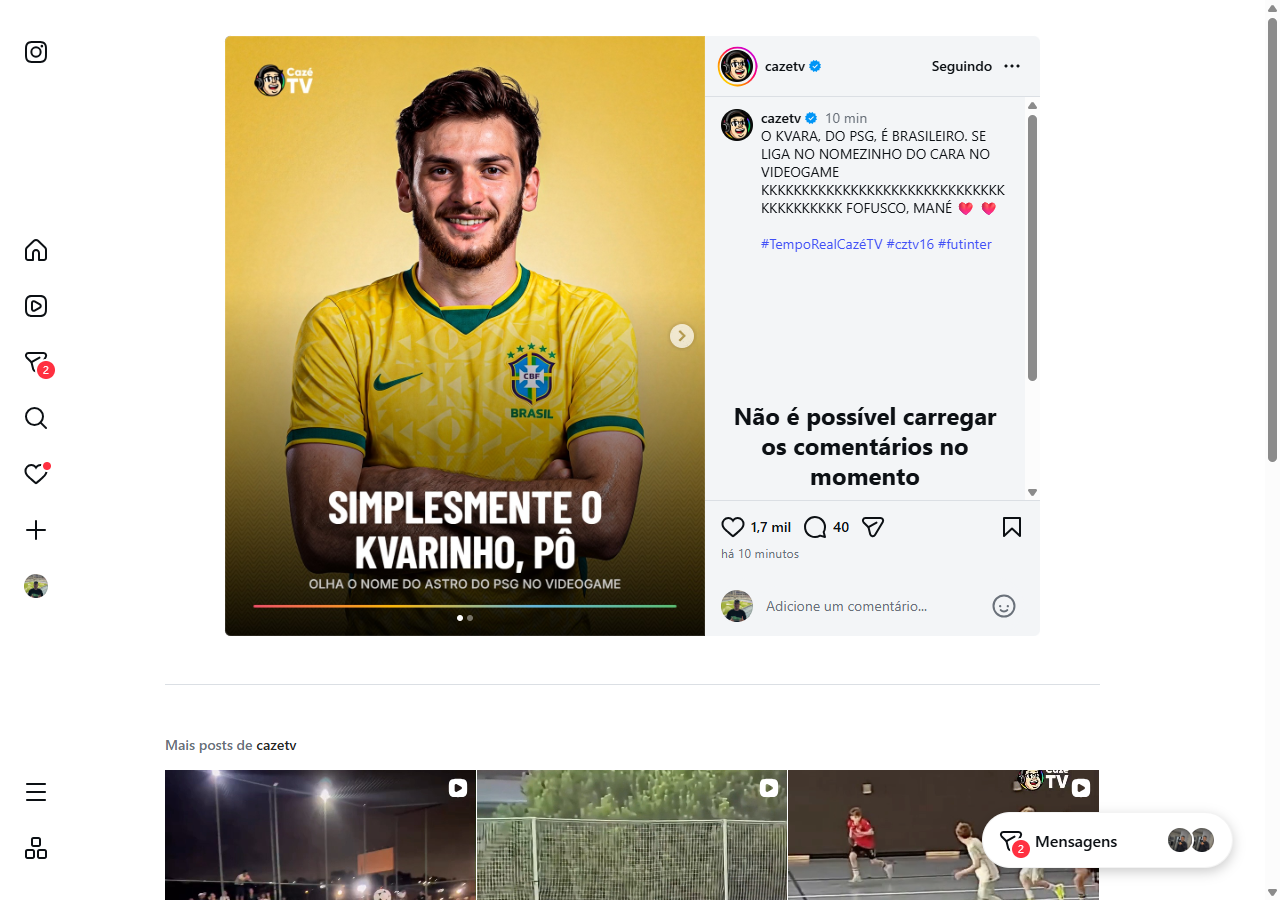 Cazé
TV
CBF
BRASIL
SIMPLESMENTE O
KVARINHO, PÔ
OLHA O NOME DO ASTRO DO PSG NO VIDEOGAME
cazetv
Seguindo
cazetv 10 min
O KVARA, DO PSG, É BRASILEIRO. SE
LIGA NO NOMEZINHO DO CARA NO
VIDEOGAME
KKKKKKKKKKKKKKKKKKKKKKKKKKKKKK
KKKKKKKKKK FOFUSCO, MANÉ ❤️ ❤️
#TempoRealCazéTV #cztv16 #futinter
Não é possível carregar
os comentários no
momento
1,7 mil 40
há 10 minutos
Adicione um comentário...
2
Mais posts de cazetv
Cazé
TV
2 Mensagens